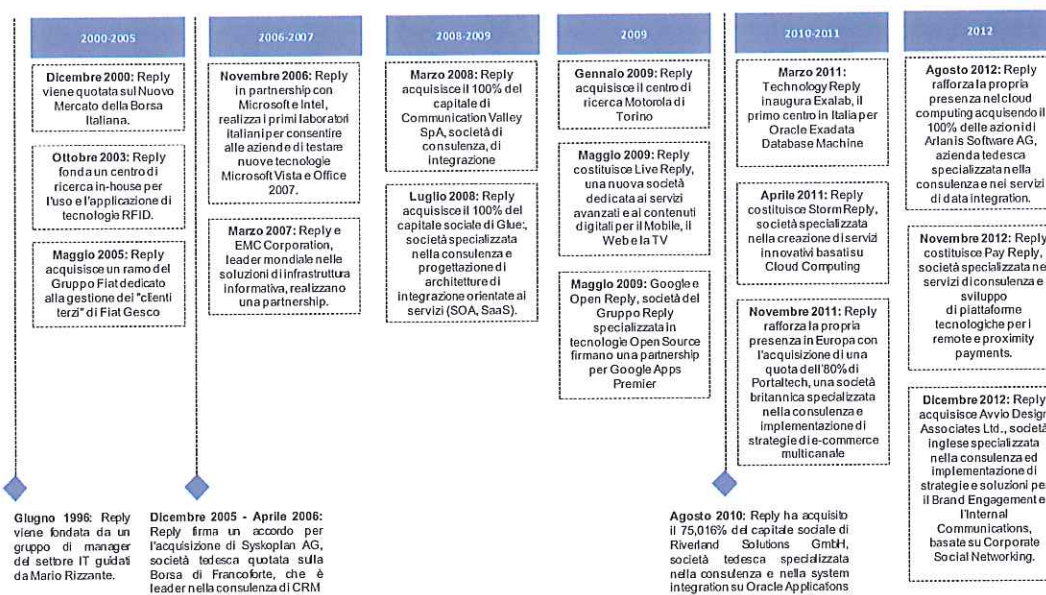 2000-2005
Dicembre 2000: Reply
viene quotata sul Nuovo
Mercato della Borsa
Italiana.
Ottobre 2003: Reply
fonda un centro di
ricerca in-house per
l'uso e l'applicazione di
tecnologie RFID.
Maggio 2005: Reply
acquisce un ramo del
Gruppo Fiat dedicato
alla gestione dei "clienti
terzi" di Fiat Gesco
2006-2007
Novembre 2006: Reply
in partnership con
Microsoft e Intel,
realizza i primi laboratori
italiani per consentire
alle aziende di testare
nuove tecnologie
Microsoft Vista e Office
2007.
Marzo 2007: Reply e
EMC Corporation,
leader mondiale nelle
soluzioni di infrastruttura
informativa, realizzano
una partnership.
2008-2009
Marzo 2008: Reply
acquisisce il 100% del
capitale di
Communication Valley
SpA, società di
consulenza, di
integrazione
Luglio 2008: Reply
acquisisce il 100% del
capitale sociale di Glue:,
società specializzata
nella consulenza e
progettazione di
architetture di
integrazione orientate ai
servizi (SOA, SaaS).
2009
Gennaio 2009: Reply
acquisisce il centro di
ricerca Motorola di
Torino
Maggio 2009: Reply
costituisce Live Reply,
una nuova società
dedicata ai servizi
avanzati e ai contenuti
digitali per il Mobile, il
Web e la TV
Maggio 2009: Google e
Open Reply, società del
Gruppo Reply
specializzata in
tecnologie Open Source
firmano una partnership
per Google Apps
Premier
2010-2011
Marzo 2011:
Technology Reply
inaugura Exalab, il
primo centro in Italia per
Oracle Exadata
Database Machine
Aprile 2011: Reply
costituisce Storm Reply,
società specializzata
nella creazione di servizi
innovativi basati su
Cloud Computing
Novembre 2011: Reply
rafforza la propria
presenza in Europa con
l'acquisizione di una
quota dell'80% di
Portaltech, una società
britannica specializzata
nella consulenza e
implementazione di
strategie di e-commerce
multicanale
2012
Agosto 2012: Reply
rafforza la propria
presenza nel cloud
computing acquisendo il
100% delle azioni di
Arlanis Software AG,
azienda tedesca
specializzata nella
consulenza e nei servizi
di data integration.
Novembre 2012: Reply
costituisce Pay Reply,
società specializzata nei
servizi di consulenza e
sviluppo
di piattaforme
tecnologiche per i
remote e proximity
payments.
Dicembre 2012: Reply
acquisisce Avvio Design
Associates Ltd., società
inglese specializzata
nella consulenza ed
implementazione di
strategie e soluzioni per
il Brand Engagement e
l'Internal
Communications,
basate su Corporate
Social Networking.
Giugno 1996: Reply
viene fondata da un
gruppo di manager
del settore IT guidati
da Mario Rizzante.
Dicembre 2005 - Aprile 2006:
Reply firma un accordo per
l'acquisizione di Syskoplan AG,
società tedesca quotata sulla
Borsa di Francoforte, che è
leader nella consulenza di CRM
Agosto 2010: Reply ha acquisito
il 75,016% del capitale sociale di
Riverland Solutions GmbH,
società tedesca specializzata
nella consulenza e nella system
integration su Oracle Applications